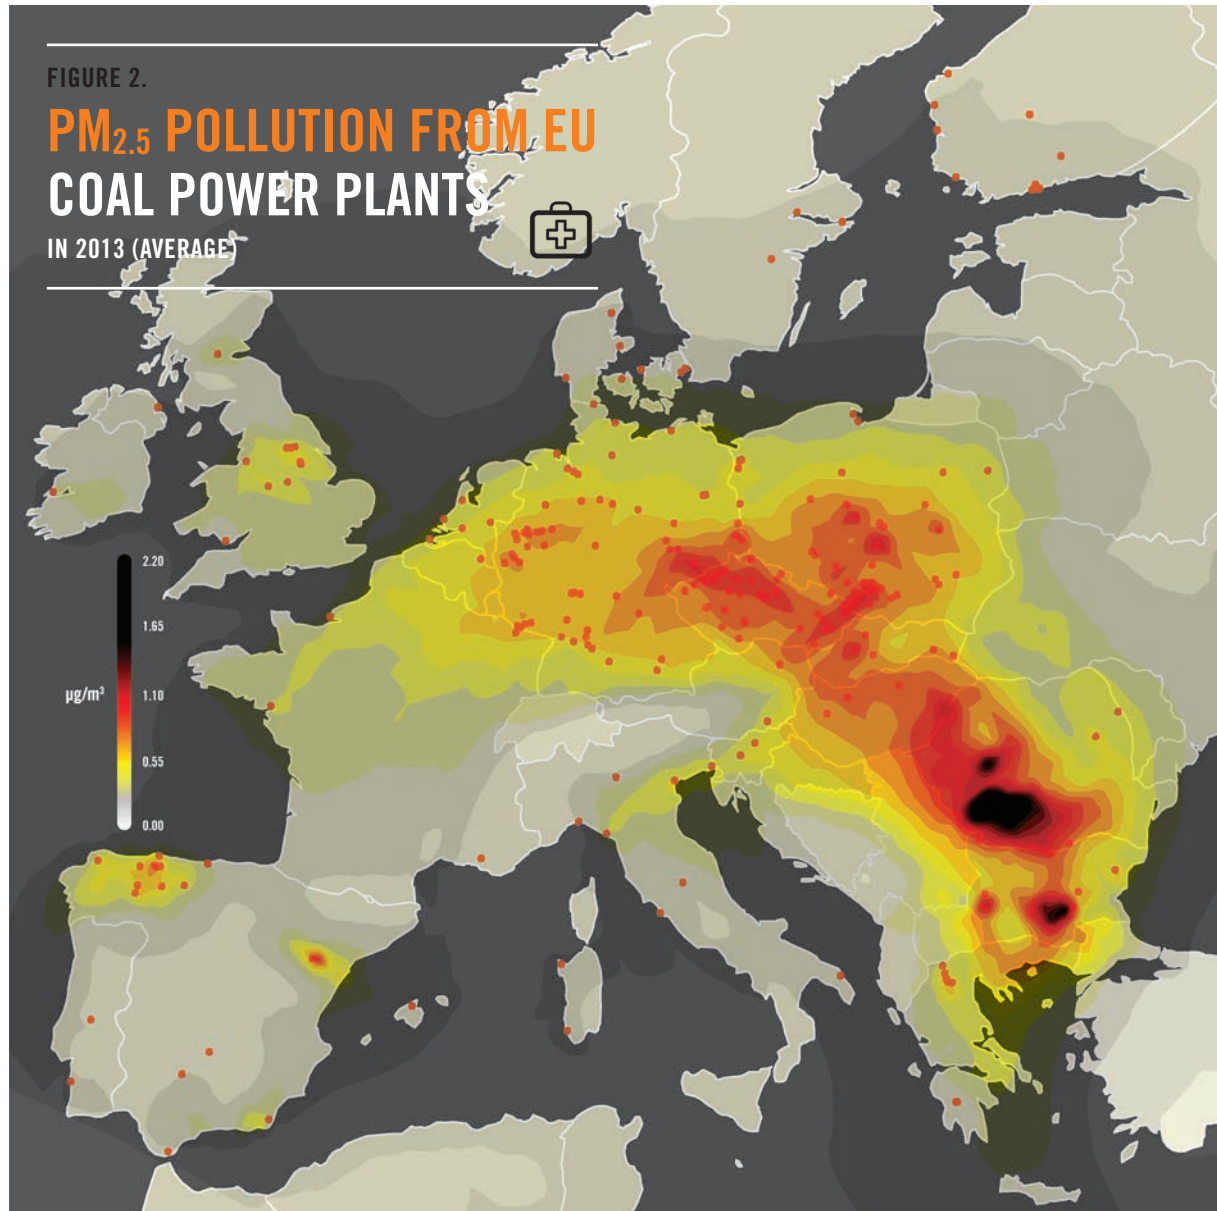 FIGURE 2.
PM2.5 POLLUTION FROM EU
COAL POWER PLANTS
IN 2013 (AVERAGE)
2.20
1.65
µg/m³
1.10
0.55
0.00